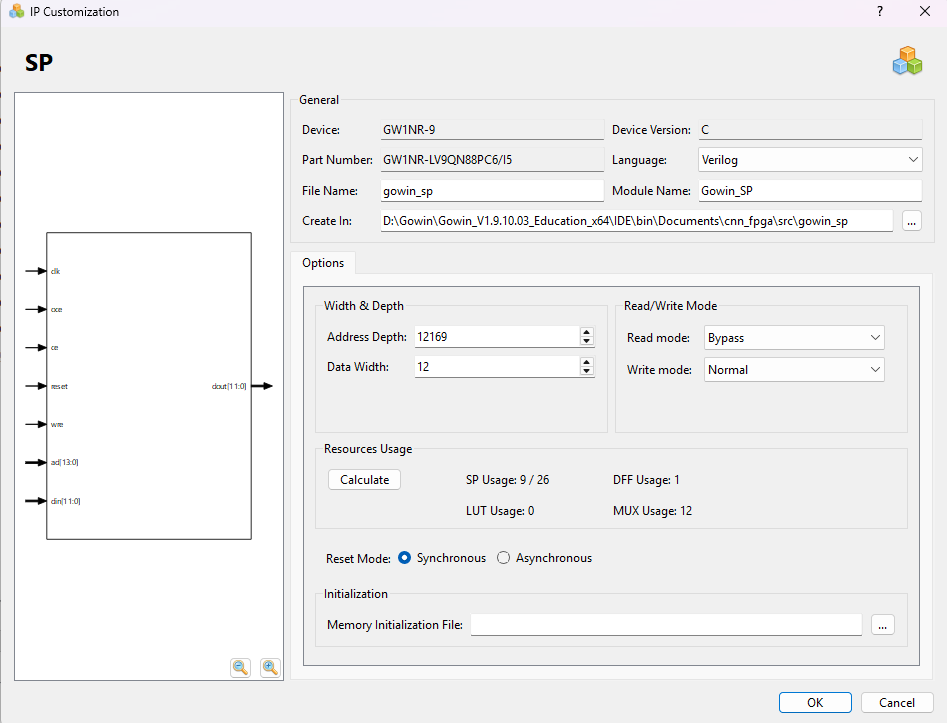 IP Customization
?
SP
clk
oce
ce
reset
wre
ad[13:0]
din[11:0]
dout[11:0]
General
Device: GW1NR-9 Device Version: C
Part Number: GW1NR-LV9QN88PC6/I5 Language: Verilog
File Name: gowin_sp Module Name: Gowin_SP
Create In: D:\Gowin\Gowin_V1.9.10.03_Education_x64\IDE\bin\Documents\cnn_fpga\src\gowin_sp ...
Options
Width & Depth
Address Depth: 12169
Data Width: 12
Read/Write Mode
Read mode: Bypass
Write mode: Normal
Resources Usage
Calculate SP Usage: 9 / 26 DFF Usage: 1
LUT Usage: 0 MUX Usage: 12
Reset Mode: Synchronous Asynchronous
Initialization
Memory Initialization File: ...
OK Cancel